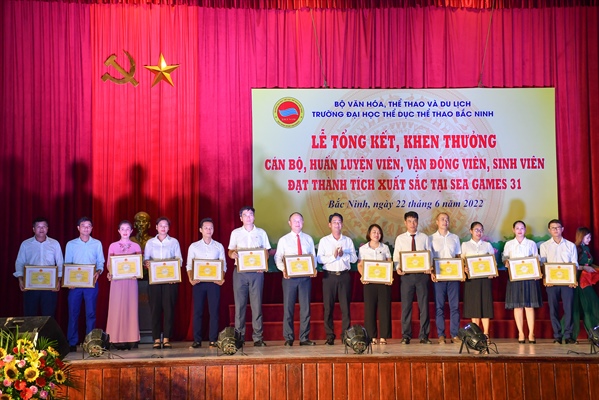 BỘ VĂN HÓA, THỂ THAO VÀ DU LỊCH
TRƯỜNG ĐẠI HỌC THỂ DỤC THỂ THAO BẮC NINH
LỄ TỔNG KẾT, KHEN THƯỞNG
CÁN BỘ, HUẤN LUYỆN VIÊN, VẬN ĐỘNG VIÊN, SINH VIÊN
ĐẠT THÀNH TÍCH XUẤT SẮC TẠI SEA GAMES 31
Bắc Ninh, ngày 22 tháng 6 năm 2022